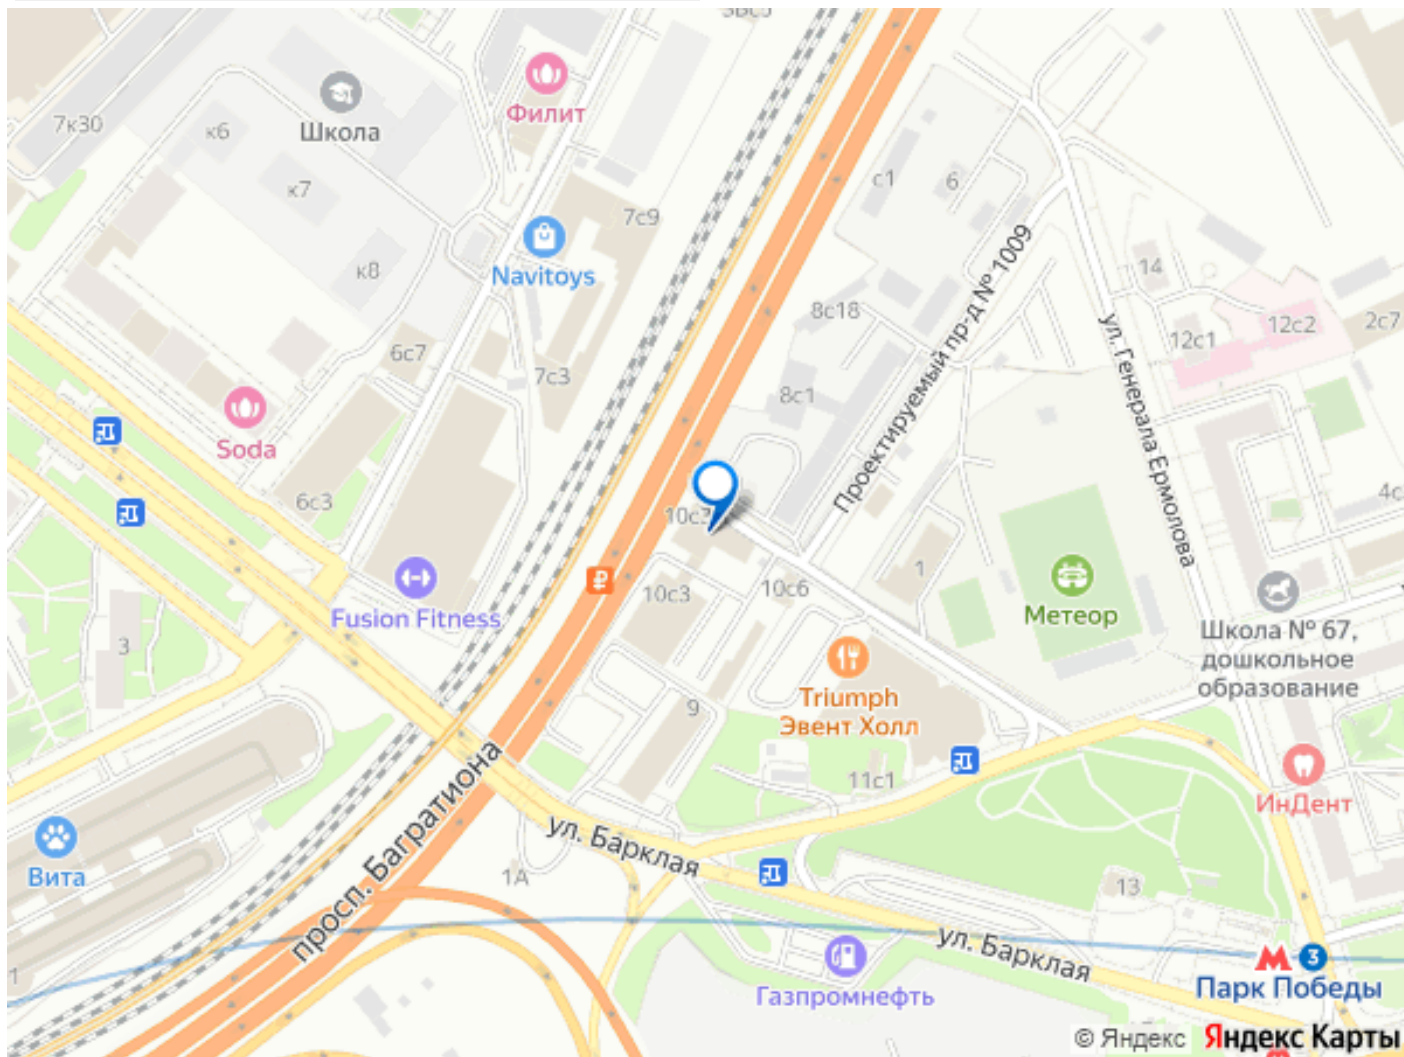 Филит
Школа
7к30
к6
к7
к8
7с9
Navitoys
6с7
7с3
Soda
6с3
Fusion Fitness
3
Вита
1
просп. Багратиона
1А
ул. Барклая
с1
6
8с18
8с1
Проектируемый пр-д № 1009
ул. Генерала Ермолова
14
12с1
12с2
2с7
10с3
10с6
1
9
Метеор
Школа № 67,
дошкольное
образование
Triumph
Эвент Холл
11с1
ИнДент
13
ул. Барклая
Газпромнефть
3
Парк Победы
© Яндекс Яндекс Карты